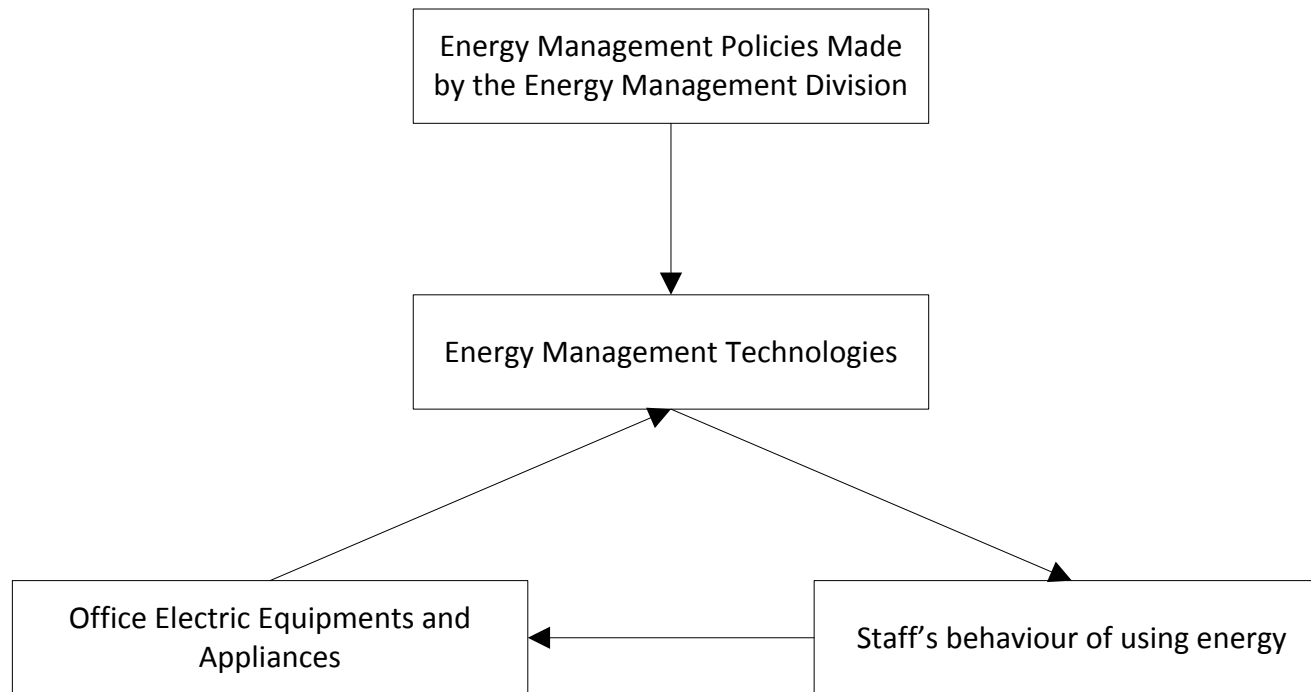 Energy Management Policies Made
by the Energy Management Division
Energy Management Technologies
Office Electric Equipments and
Appliances
Staff’s behaviour of using energy